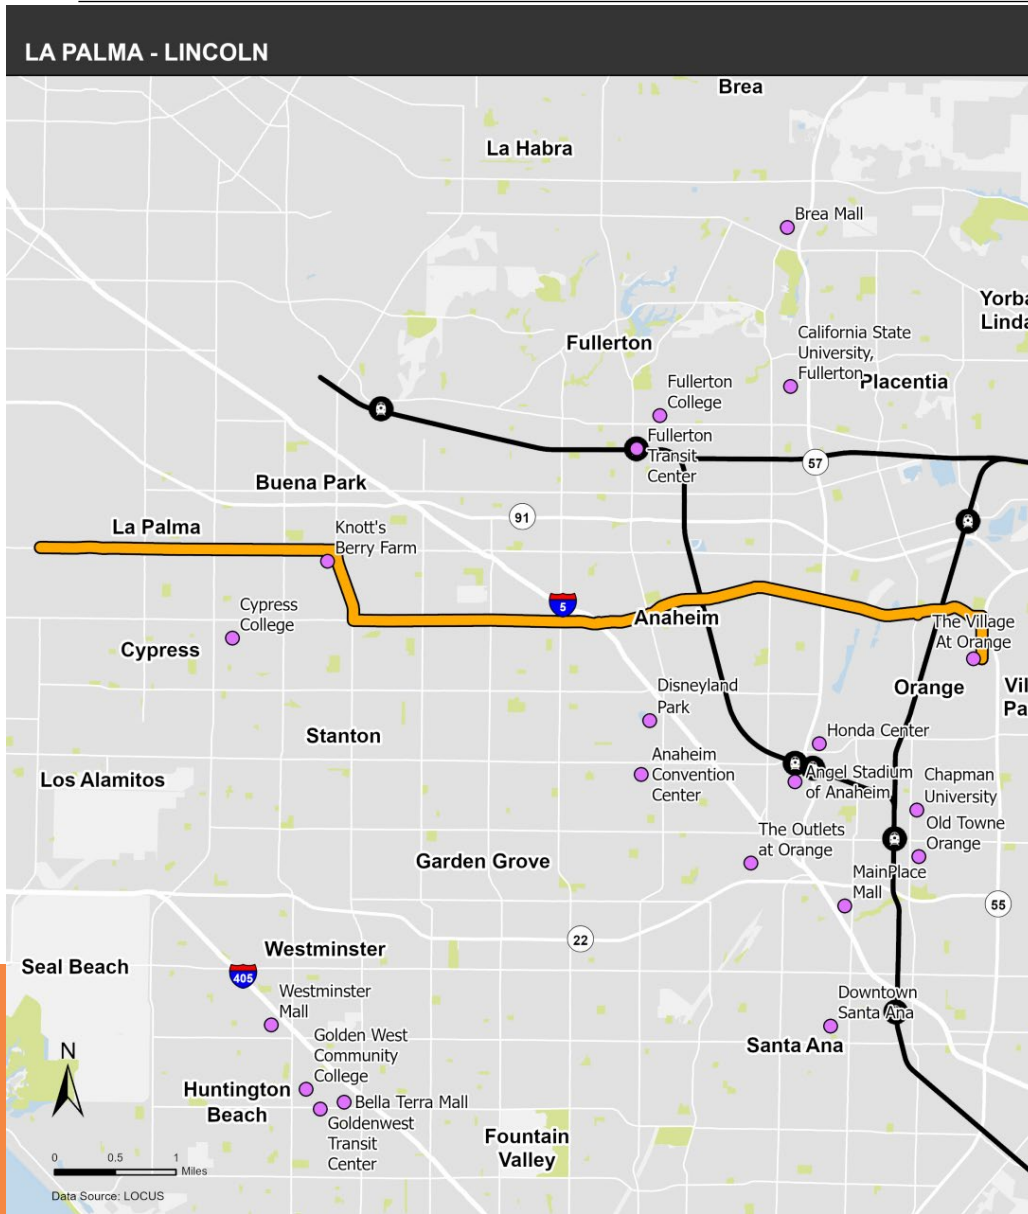 LA PALMA - LINCOLN
Brea
La Habra
Brea Mall
Yorba
Linda
Fullerton
California State
University,
Fullerton
Placentia
Fullerton
College
Fullerton
Transit
Center
57
Buena Park
91
La Palma
Knott's
Berry Farm
5
Cypress
College
Anaheim
The Village
At Orange
Cypress
Orange
Vil
Pa
Disneyland
Park
Stanton
Honda Center
Anaheim
Convention
Center
Los Alamitos
Angel Stadium
of Anaheim
Chapman
University
Old Towne
Orange
The Outlets
at Orange
Garden Grove
MainPlace
Mall
55
22
Westminster
Seal Beach
405
Westminster
Mall
Downtown
Santa Ana
Golden West
Community
College
Santa Ana
N
Huntington
Beach
Bella Terra Mall
Goldenwest
Transit
Center
Fountain
Valley
0 0.5 1
Miles
Data Source: LOCUS